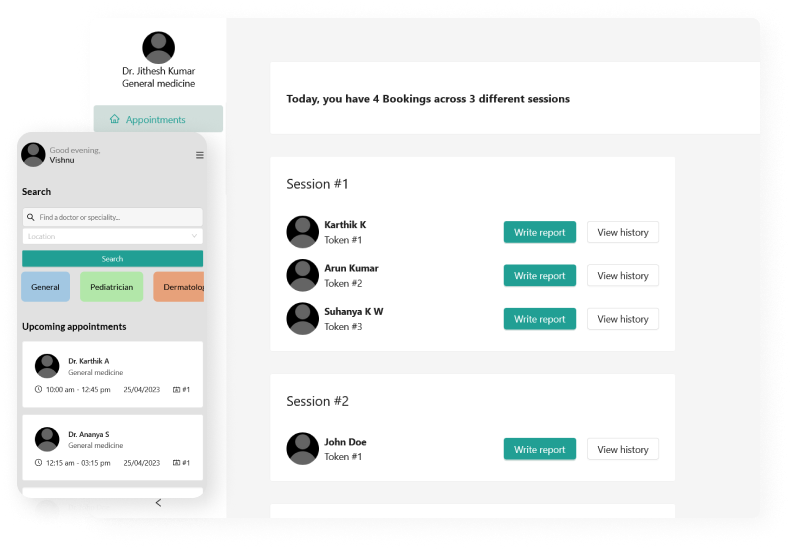 Dr. Jithesh Kumar
General medicine
Appointments
Today, you have 4 Bookings across 3 different sessions
Session #1
Karthik K
Token #1
Write report
View history
Arun Kumar
Token #2
Write report
View history
Suhanya K W
Token #3
Write report
View history
Session #2
John Doe
Token #1
Write report
View history
Good evening,
Vishnu
Search
Find a doctor or speciality...
Location
Search
General
Pediatrician
Dermatolo
Upcoming appointments
Dr. Karthik A
General medicine
10:00 am - 12:45 pm 25/04/2023 #1
Dr. Ananya S
General medicine
12:15 am - 03:15 pm 25/04/2023 #1